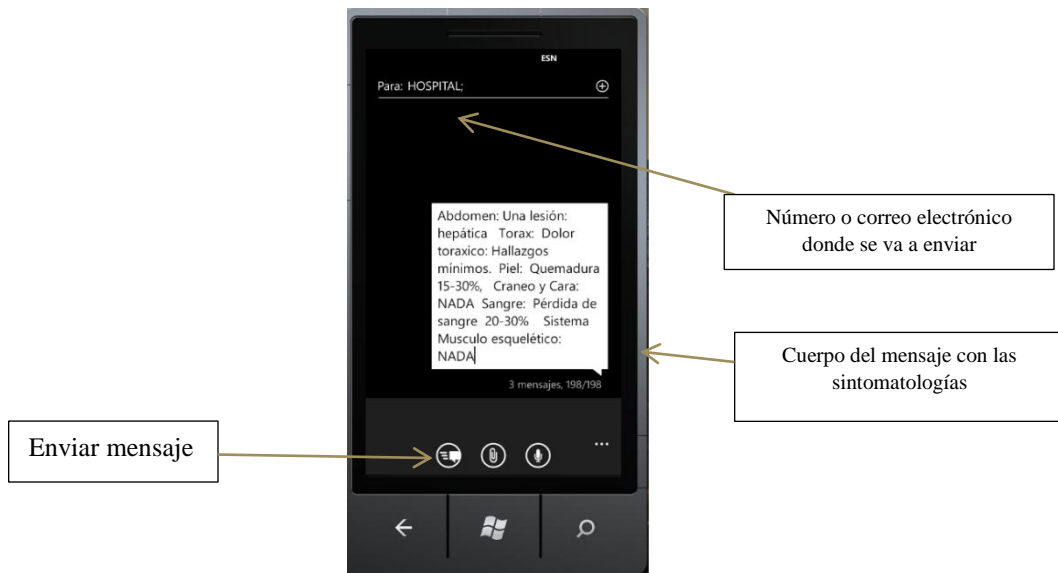 ESN
Para: HOSPITAL;
Número o correo electrónico
donde se va a enviar
Abdomen: Una lesión:
hepática Torax: Dolor
toraxico: Hallazgos
mínimos. Piel: Quemadura
15-30%, Craneo y Cara:
NADA Sangre: Pérdida de
sangre 20-30% Sistema
Musculo esquelético:
NADA
Cuerpo del mensaje con las
sintomatologías
3 mensajes, 198/198
Enviar mensaje